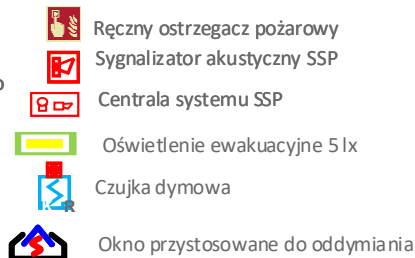 Ręczny ostrzegacz pożarowy
Sygnalizator akustyczny SSP
Centrala systemu SSP
Oświetlenie ewakuacyjne 5 lx
Czujka dymowa
R
Okno przystosowane do oddymiania